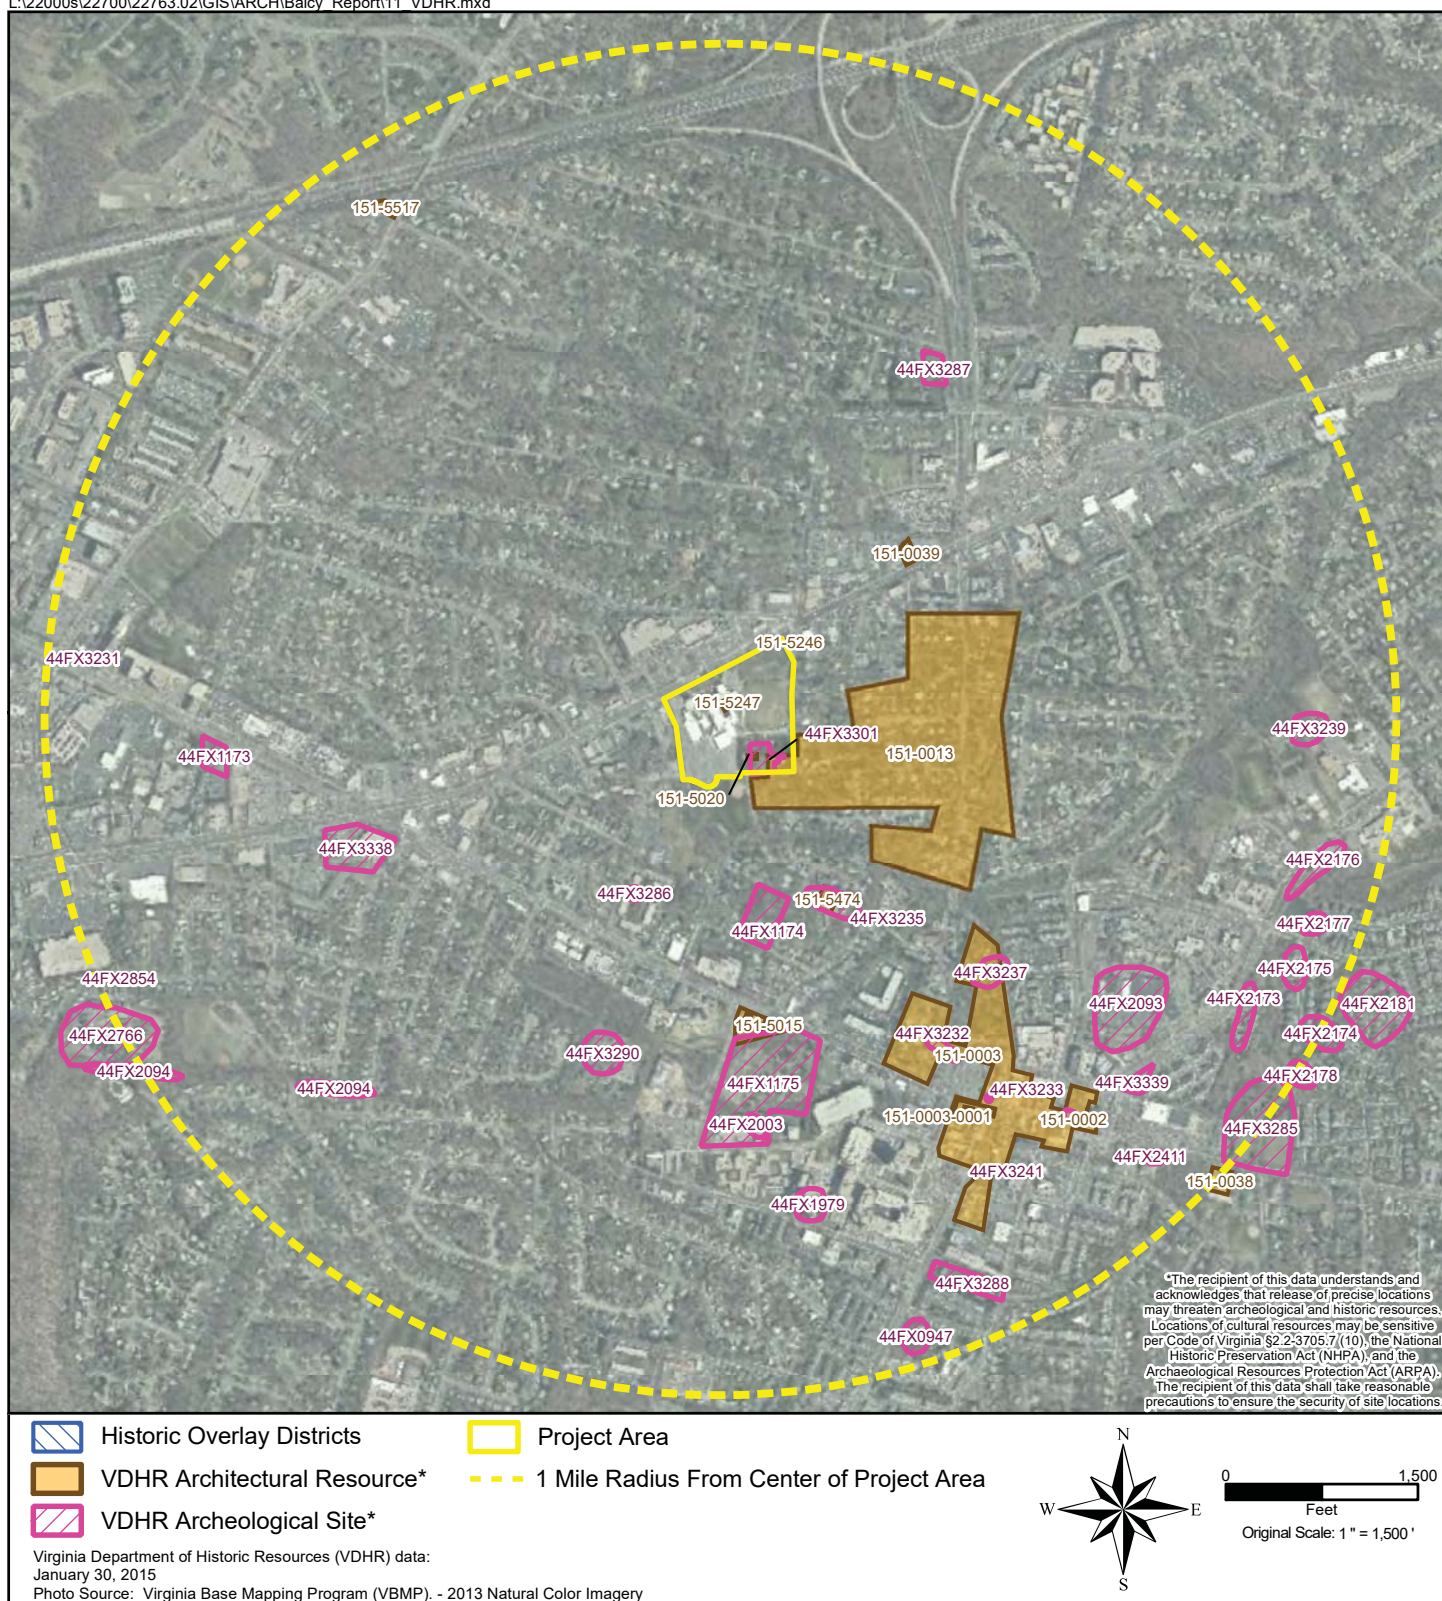 L:\22000s\22700\22763.02\GIS\ARCH\Balcy_Report\11_VDHR.mxd
151-5517
44FX3287
151-0039
151-5246
44FX3231
151-5247
44FX3239
44FX3301
151-0013
44FX1173
151-5020
44FX3338
44FX2176
44FX3286
151-5474
44FX3235
44FX2177
44FX1174
44FX2175
44FX3237
44FX2854
44FX2173
44FX2181
44FX2093
151-5015
44FX2766
44FX3232
44FX2174
44FX3290
151-0003
44FX2094
44FX2178
44FX1175
44FX3339
44FX2094
44FX3233
151-0003-0001
151-0002
44FX2003
44FX3285
44FX2411
44FX3241
151-0038
44FX1979
44FX3288
44FX0947
*The recipient of this data understands and
acknowledges that release of precise locations
may threaten archeological and historic resources.
Locations of cultural resources may be sensitive
per Code of Virginia §2.2-3705.7 (10), the National
Historic Preservation Act (NHPA), and the
Archaeological Resources Protection Act (ARPA).
The recipient of this data shall take reasonable
precautions to ensure the security of site locations.
Historic Overlay Districts
Project Area
VDHR Architectural Resource*
1 Mile Radius From Center of Project Area
VDHR Archeological Site*
N
W
E
S
0 1,500
Feet
Original Scale: 1 " = 1,500 '
Virginia Department of Historic Resources (VDHR) data:
January 30, 2015
Photo Source: Virginia Base Mapping Program (VBMP). - 2013 Natural Color Imagery